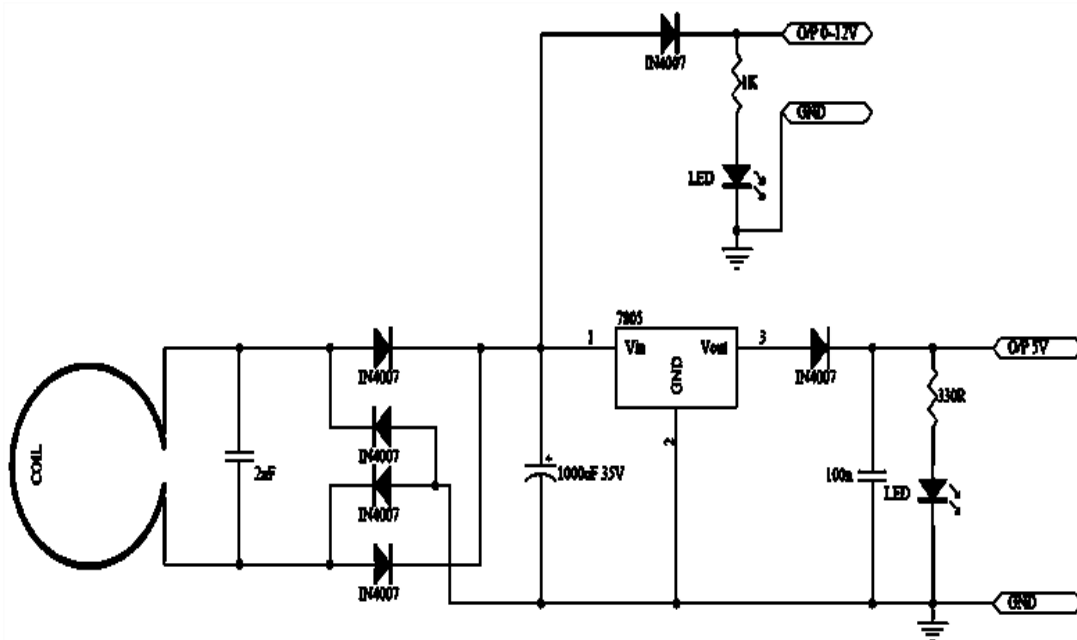 O/P 0-12V
IN4007
1K
GND
LED
7805
1
Vin
Vout
3
GND
2
IN4007
IN4007
O/P 5V
330R
COIL
IN4007
IN4007
1000uF 35V
+
100n
LED
IN4007
GND